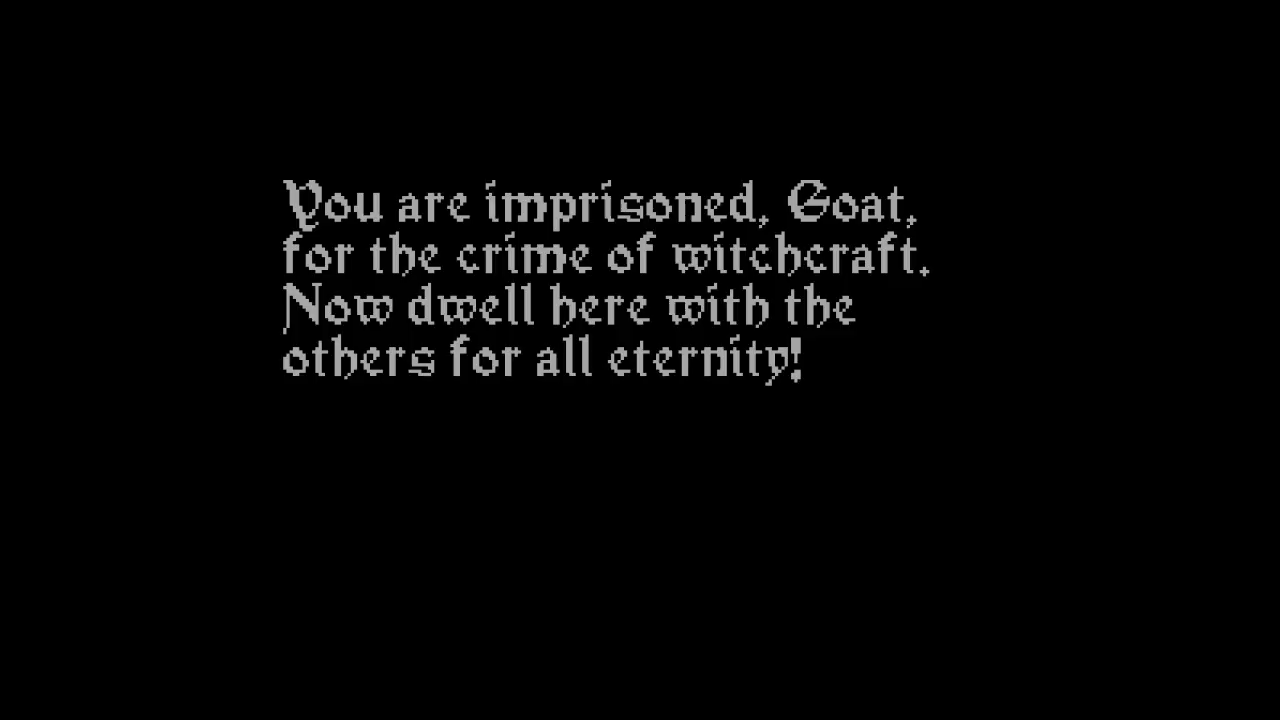 You are imprisoned, Goat,
for the crime of witchcraft.
Now dwell here with the
others for all eternity!